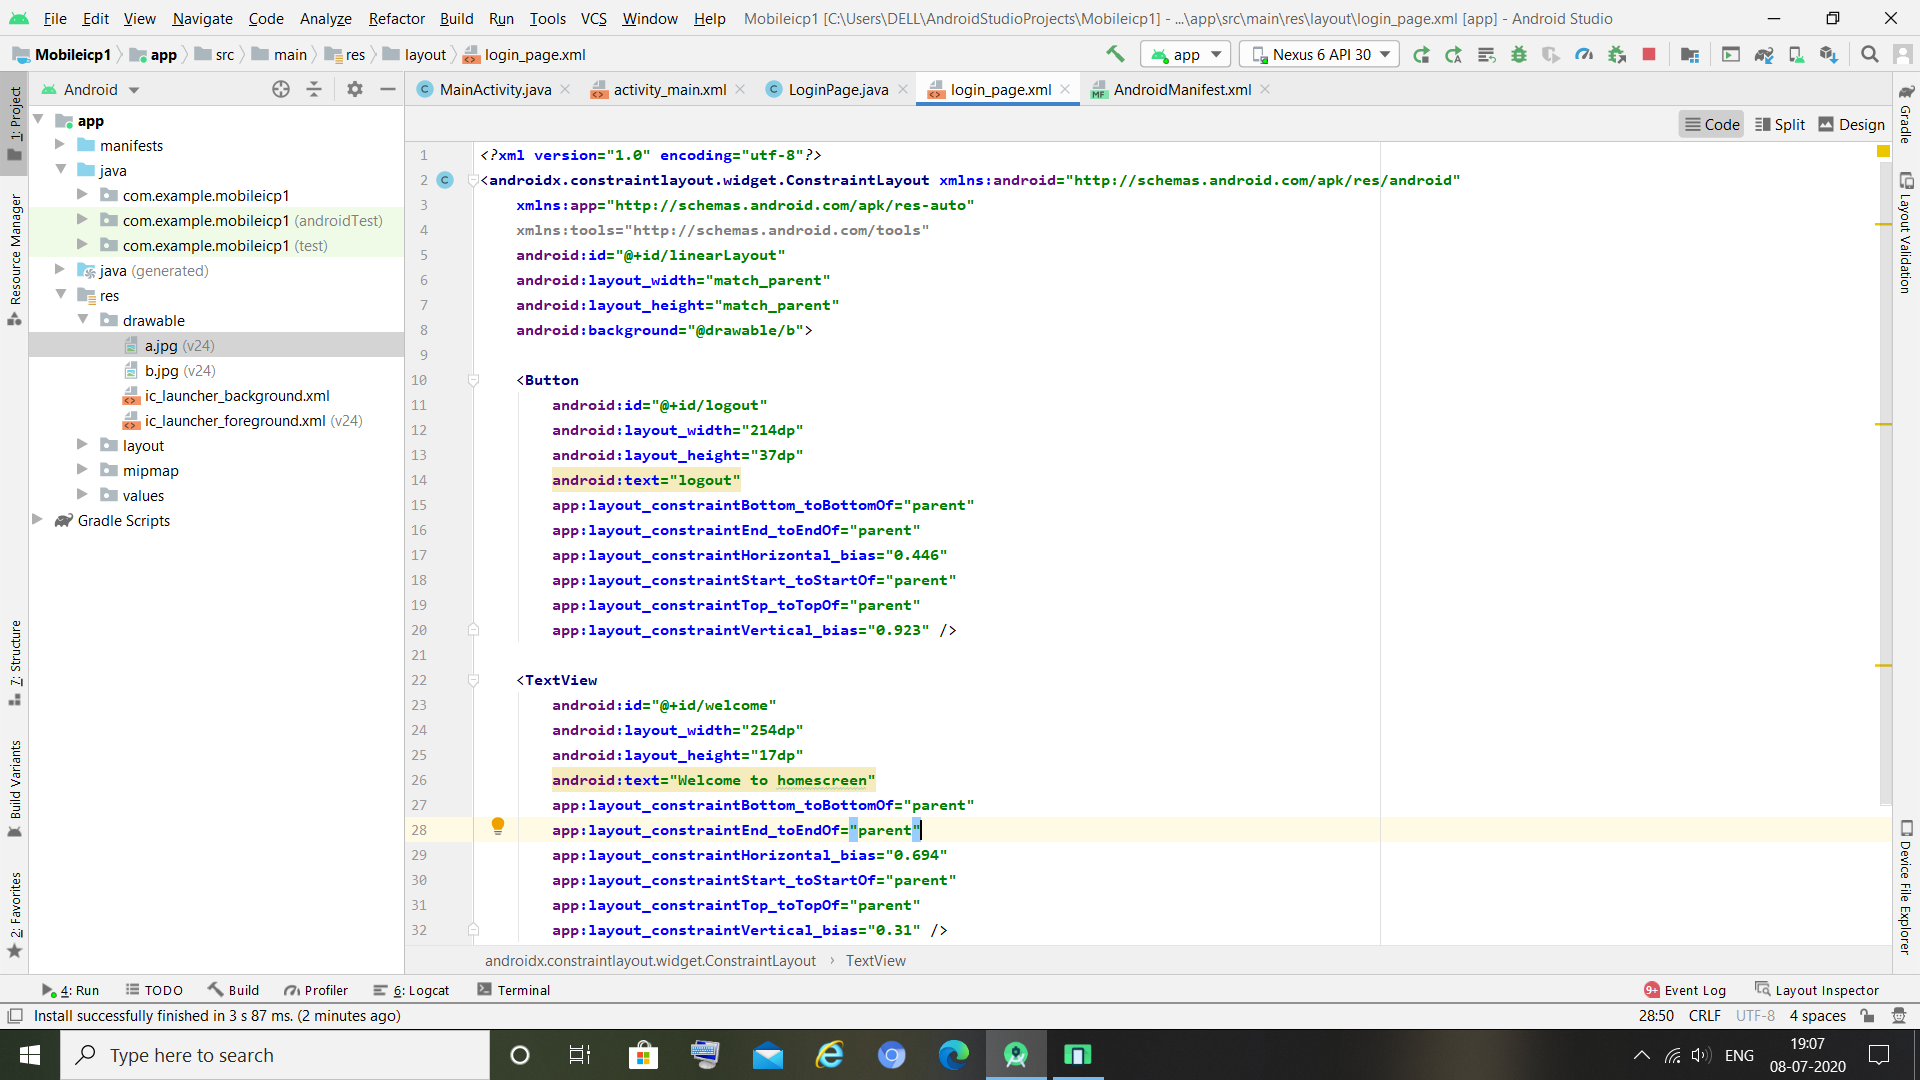 File Edit View Navigate Code Analyze Refactor Build Run Tools VCS Window Help Mobileicp1 [C:\Users\DELL\AndroidStudioProjects\Mobileicp1] - ...\app\src\main\res\layout\login_page.xml [app] - Android Studio
Mobileicp1 app src main res layout login_page.xml app Nexus 6 API 30
Android
MainActivity.java activity_main.xml LoginPage.java login_page.xml AndroidManifest.xml
Code Split Design
1: Project
Resource Manager
7: Structure
Build Variants
2: Favorites
app
manifests
java
com.example.mobileicp1
com.example.mobileicp1 (androidTest)
com.example.mobileicp1 (test)
java (generated)
res
drawable
a.jpg (v24)
b.jpg (v24)
ic_launcher_background.xml
ic_launcher_foreground.xml (v24)
layout
mipmap
values
Gradle Scripts
1 <?xml version="1.0" encoding="utf-8"?>
2 <androidx.constraintlayout.widget.ConstraintLayout xmlns:android="http://schemas.android.com/apk/res/android"
3 xmlns:app="http://schemas.android.com/apk/res-auto"
4 xmlns:tools="http://schemas.android.com/tools"
5 android:id="@+id/linearLayout"
6 android:layout_width="match_parent"
7 android:layout_height="match_parent"
8 android:background="@drawable/b">
9
10 <Button
11 android:id="@+id/logout"
12 android:layout_width="214dp"
13 android:layout_height="37dp"
14 android:text="logout"
15 app:layout_constraintBottom_toBottomOf="parent"
16 app:layout_constraintEnd_toEndOf="parent"
17 app:layout_constraintHorizontal_bias="0.446"
18 app:layout_constraintStart_toStartOf="parent"
19 app:layout_constraintTop_toTopOf="parent"
20 app:layout_constraintVertical_bias="0.923" />
21
22 <TextView
23 android:id="@+id/welcome"
24 android:layout_width="254dp"
25 android:layout_height="17dp"
26 android:text="Welcome to homescreen"
27 app:layout_constraintBottom_toBottomOf="parent"
28 app:layout_constraintEnd_toEndOf="parent"
29 app:layout_constraintHorizontal_bias="0.694"
30 app:layout_constraintStart_toStartOf="parent"
31 app:layout_constraintTop_toTopOf="parent"
32 app:layout_constraintVertical_bias="0.31" />
androidx.constraintlayout.widget.ConstraintLayout › TextView
Gradle
Layout Validation
Device File Explorer
4: Run TODO Build Profiler 6: Logcat Terminal 9+ Event Log Layout Inspector
Install successfully finished in 3 s 87 ms. (2 minutes ago) 28:50 CRLF UTF-8 4 spaces
Type here to search ENG 19:07
08-07-2020